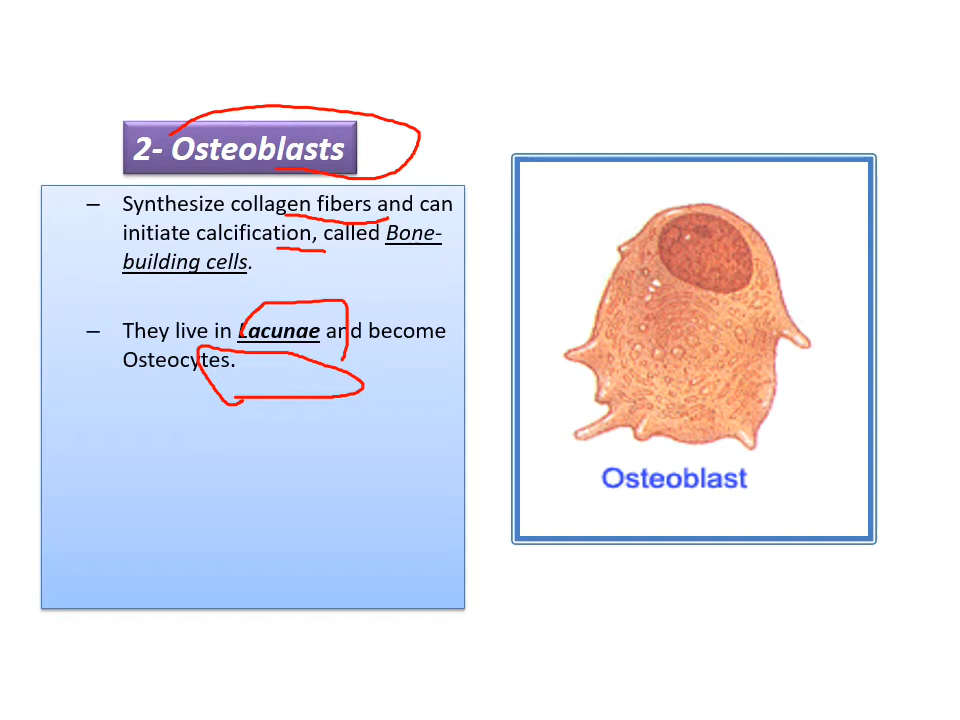 2- Osteoblasts
– Synthesize collagen fibers and can
initiate calcification, called Bone-
building cells.
– They live in Lacunae and become
Osteocytes.
Osteoblast